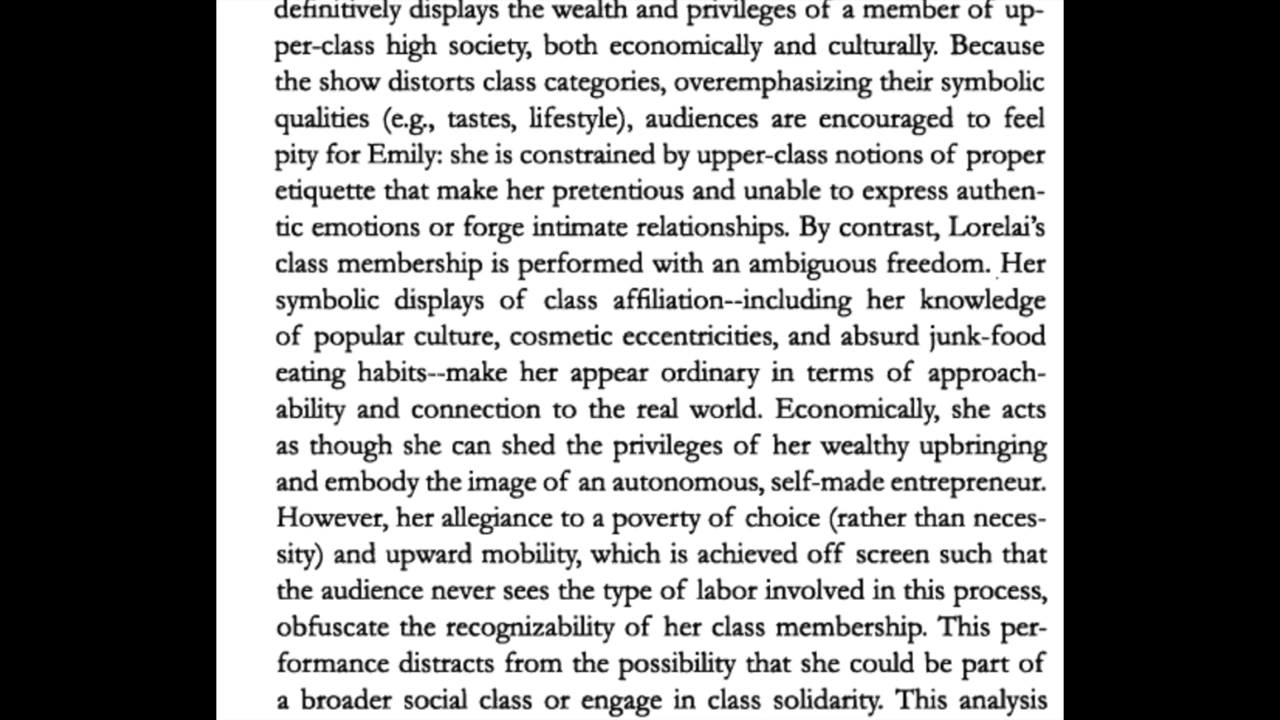 definitively displays the wealth and privileges of a member of up-
per-class high society, both economically and culturally. Because
the show distorts class categories, overemphasizing their symbolic
qualities (e.g., tastes, lifestyle), audiences are encouraged to feel
pity for Emily: she is constrained by upper-class notions of proper
etiquette that make her pretentious and unable to express authen-
tic emotions or forge intimate relationships. By contrast, Lorelai's
class membership is performed with an ambiguous freedom. Her
symbolic displays of class affiliation--including her knowledge
of popular culture, cosmetic eccentricities, and absurd junk-food
eating habits--make her appear ordinary in terms of approach-
ability and connection to the real world. Economically, she acts
as though she can shed the privileges of her wealthy upbringing
and embody the image of an autonomous, self-made entrepreneur.
However, her allegiance to a poverty of choice (rather than neces-
sity) and upward mobility, which is achieved off screen such that
the audience never sees the type of labor involved in this process,
obfuscate the recognizability of her class membership. This per-
formance distracts from the possibility that she could be part of
a broader social class or engage in class solidarity. This analysis